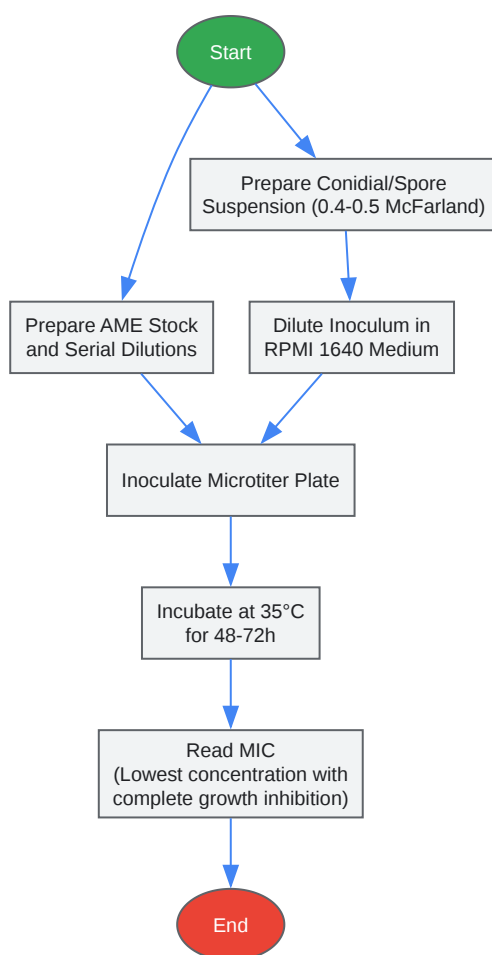 Start
Prepare Conidial/Spore
Suspension (0.4-0.5 McFarland)
Prepare AME Stock
and Serial Dilutions
Dilute Inoculum in
RPMI 1640 Medium
Inoculate Microtiter Plate
Incubate at 35°C
for 48-72h
Read MIC
(Lowest concentration with
complete growth inhibition)
End